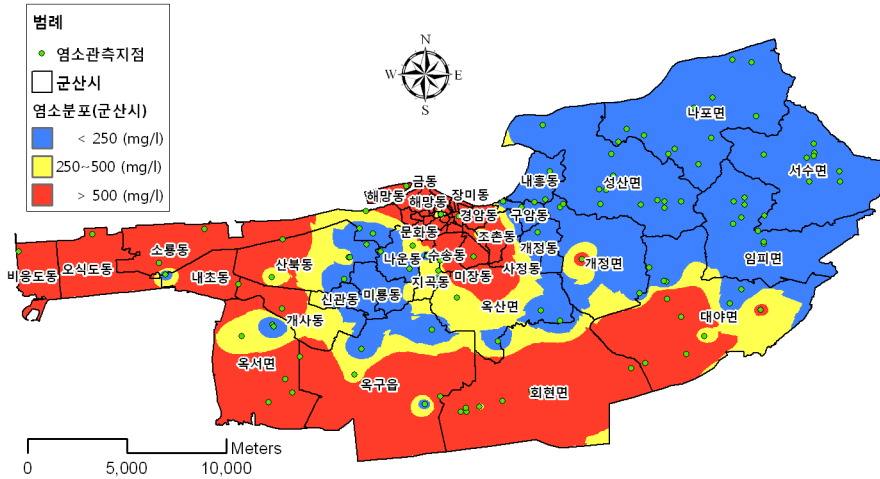 범례
염소관측지점
군산시
염소분포(군산시)
< 250 (mg/l)
250~500 (mg/l)
> 500 (mg/l)
N
W E
S
나포면
서수면
금동
장미동
내흥동
성산면
해망동
해망동
경암동
구암동
문화동
조촌동
개정동
소룡동
산북동
나운동
수송동
사정동
개정면
임피면
비응도동
오식도동
내초동
지곡동
미장동
신관동
미룡동
옥산면
개사동
대야면
옥서면
옥구읍
회현면
Meters
0 5,000 10,000